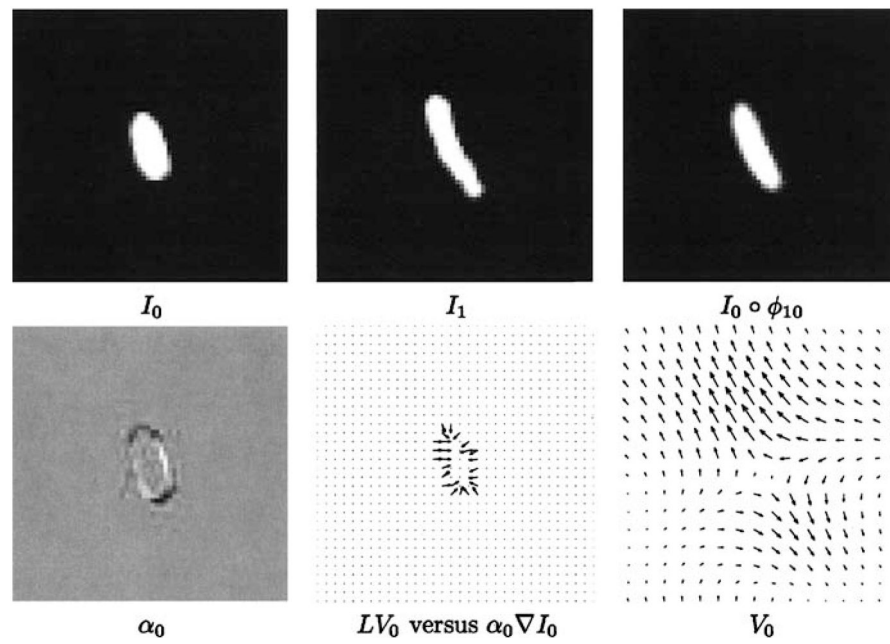 I₀
I₁
I₀ ∘ ϕ₁₀
α₀
LV₀ versus α₀∇I₀
V₀